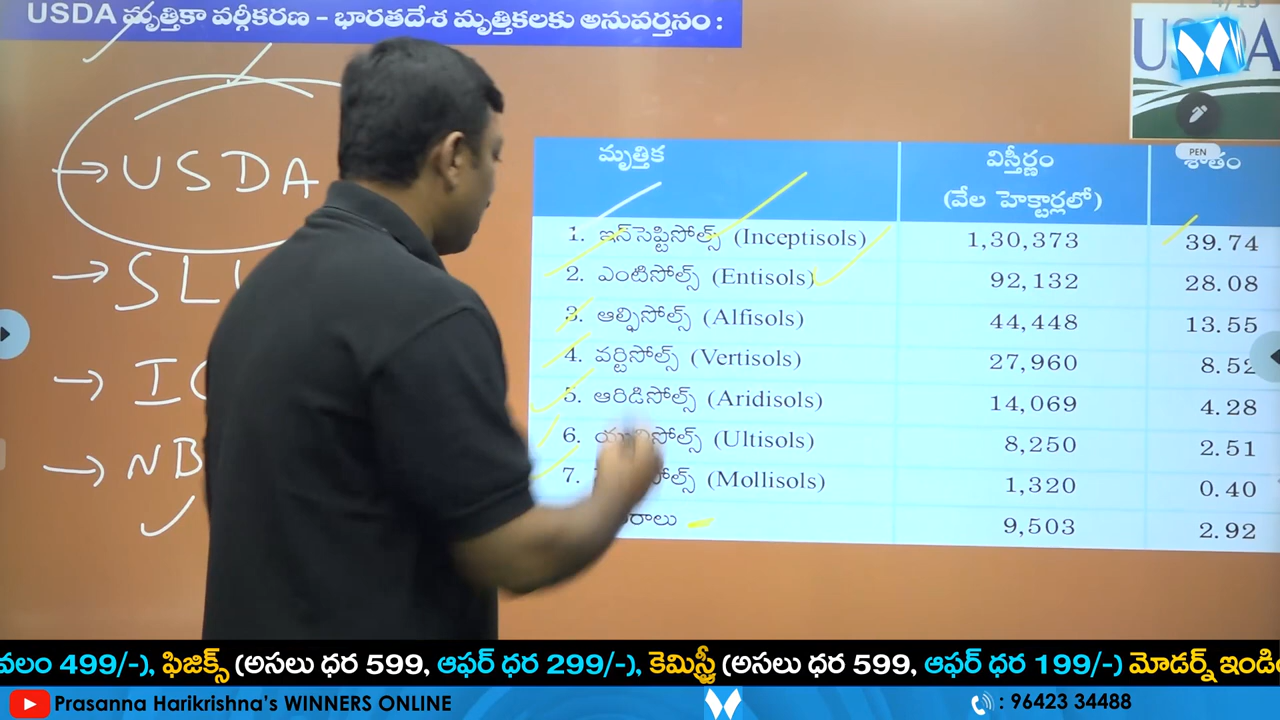 USDA మృత్తికా వర్గీకరణ – భారతదేశ మృత్తికలకు అనువర్తనం :
4/15
→ USDA
→ SL
→ I
→ NB
PEN
మృత్తిక విస్తీర్ణం (వేల హెక్టార్లలో) శాతం
1. ఇన్‌సెప్టిసోల్స్ (Inceptisols) 1,30,373 39.74
2. ఎంటిసోల్స్ (Entisols) 92,132 28.08
3. ఆల్ఫిసోల్స్ (Alfisols) 44,448 13.55
4. వర్టిసోల్స్ (Vertisols) 27,960 8.52
5. ఆరిడిసోల్స్ (Aridisols) 14,069 4.28
6. (Ultisols) 8,250 2.51
7. (Mollisols) 1,320 0.40
9,503 2.92
వలం 499/-), ఫిజిక్స్ (అసలు ధర 599, ఆఫర్ ధర 299/-), కెమిస్ట్రీ (అసలు ధర 599, ఆఫర్ ధర 199/-) మోడర్న్ ఇండి
Prasanna Harikrishna's WINNERS ONLINE : 96423 34488